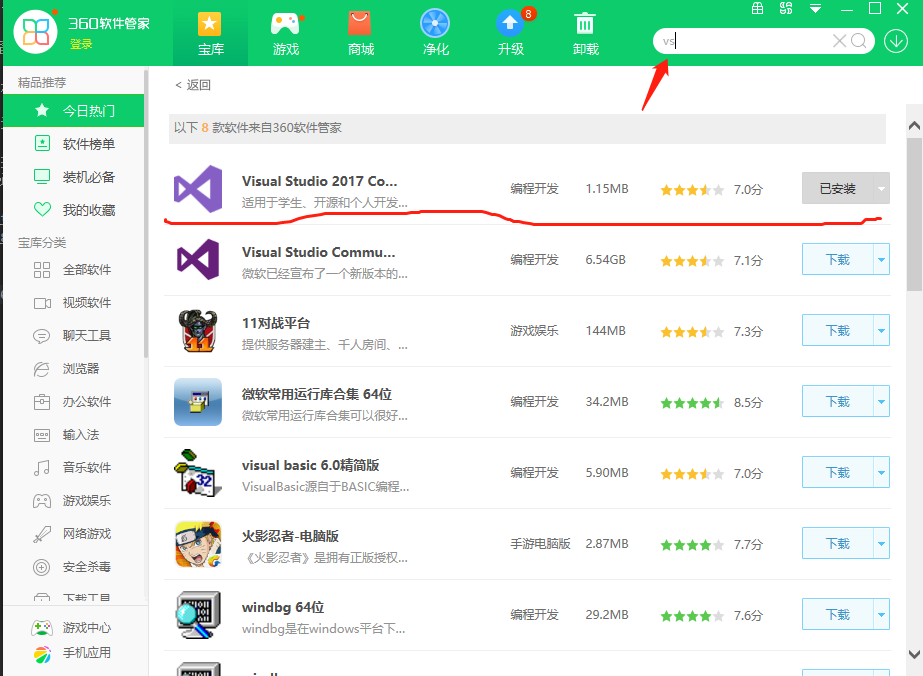 360软件管家
登录
宝库
游戏
商城
净化
8
升级
卸载
vs
精品推荐
今日热门
软件榜单
装机必备
我的收藏
宝库分类
全部软件
视频软件
聊天工具
浏览器
办公软件
输入法
音乐软件
游戏娱乐
网络游戏
安全杀毒
下载工具
游戏中心
手机应用
< 返回
以下 8 款软件来自360软件管家
Visual Studio 2017 Co...
适用于学生、开源和个人开发...
编程开发 1.15MB 7.0分 已安装
Visual Studio Commu...
微软已经宣布了一个新版本的...
编程开发 6.54GB 7.1分 下载
11对战平台
提供服务器建主、千人房间、...
游戏娱乐 144MB 7.3分 下载
微软常用运行库合集 64位
微软常用运行库合集可以很好...
编程开发 34.2MB 8.5分 下载
visual basic 6.0精简版
VisualBasic源自于BASIC编程...
编程开发 5.90MB 7.0分 下载
火影忍者-电脑版
《火影忍者》是拥有正版授权...
手游电脑版 2.87MB 7.7分 下载
windbg 64位
windbg是在windows平台下...
编程开发 29.2MB 7.6分 下载